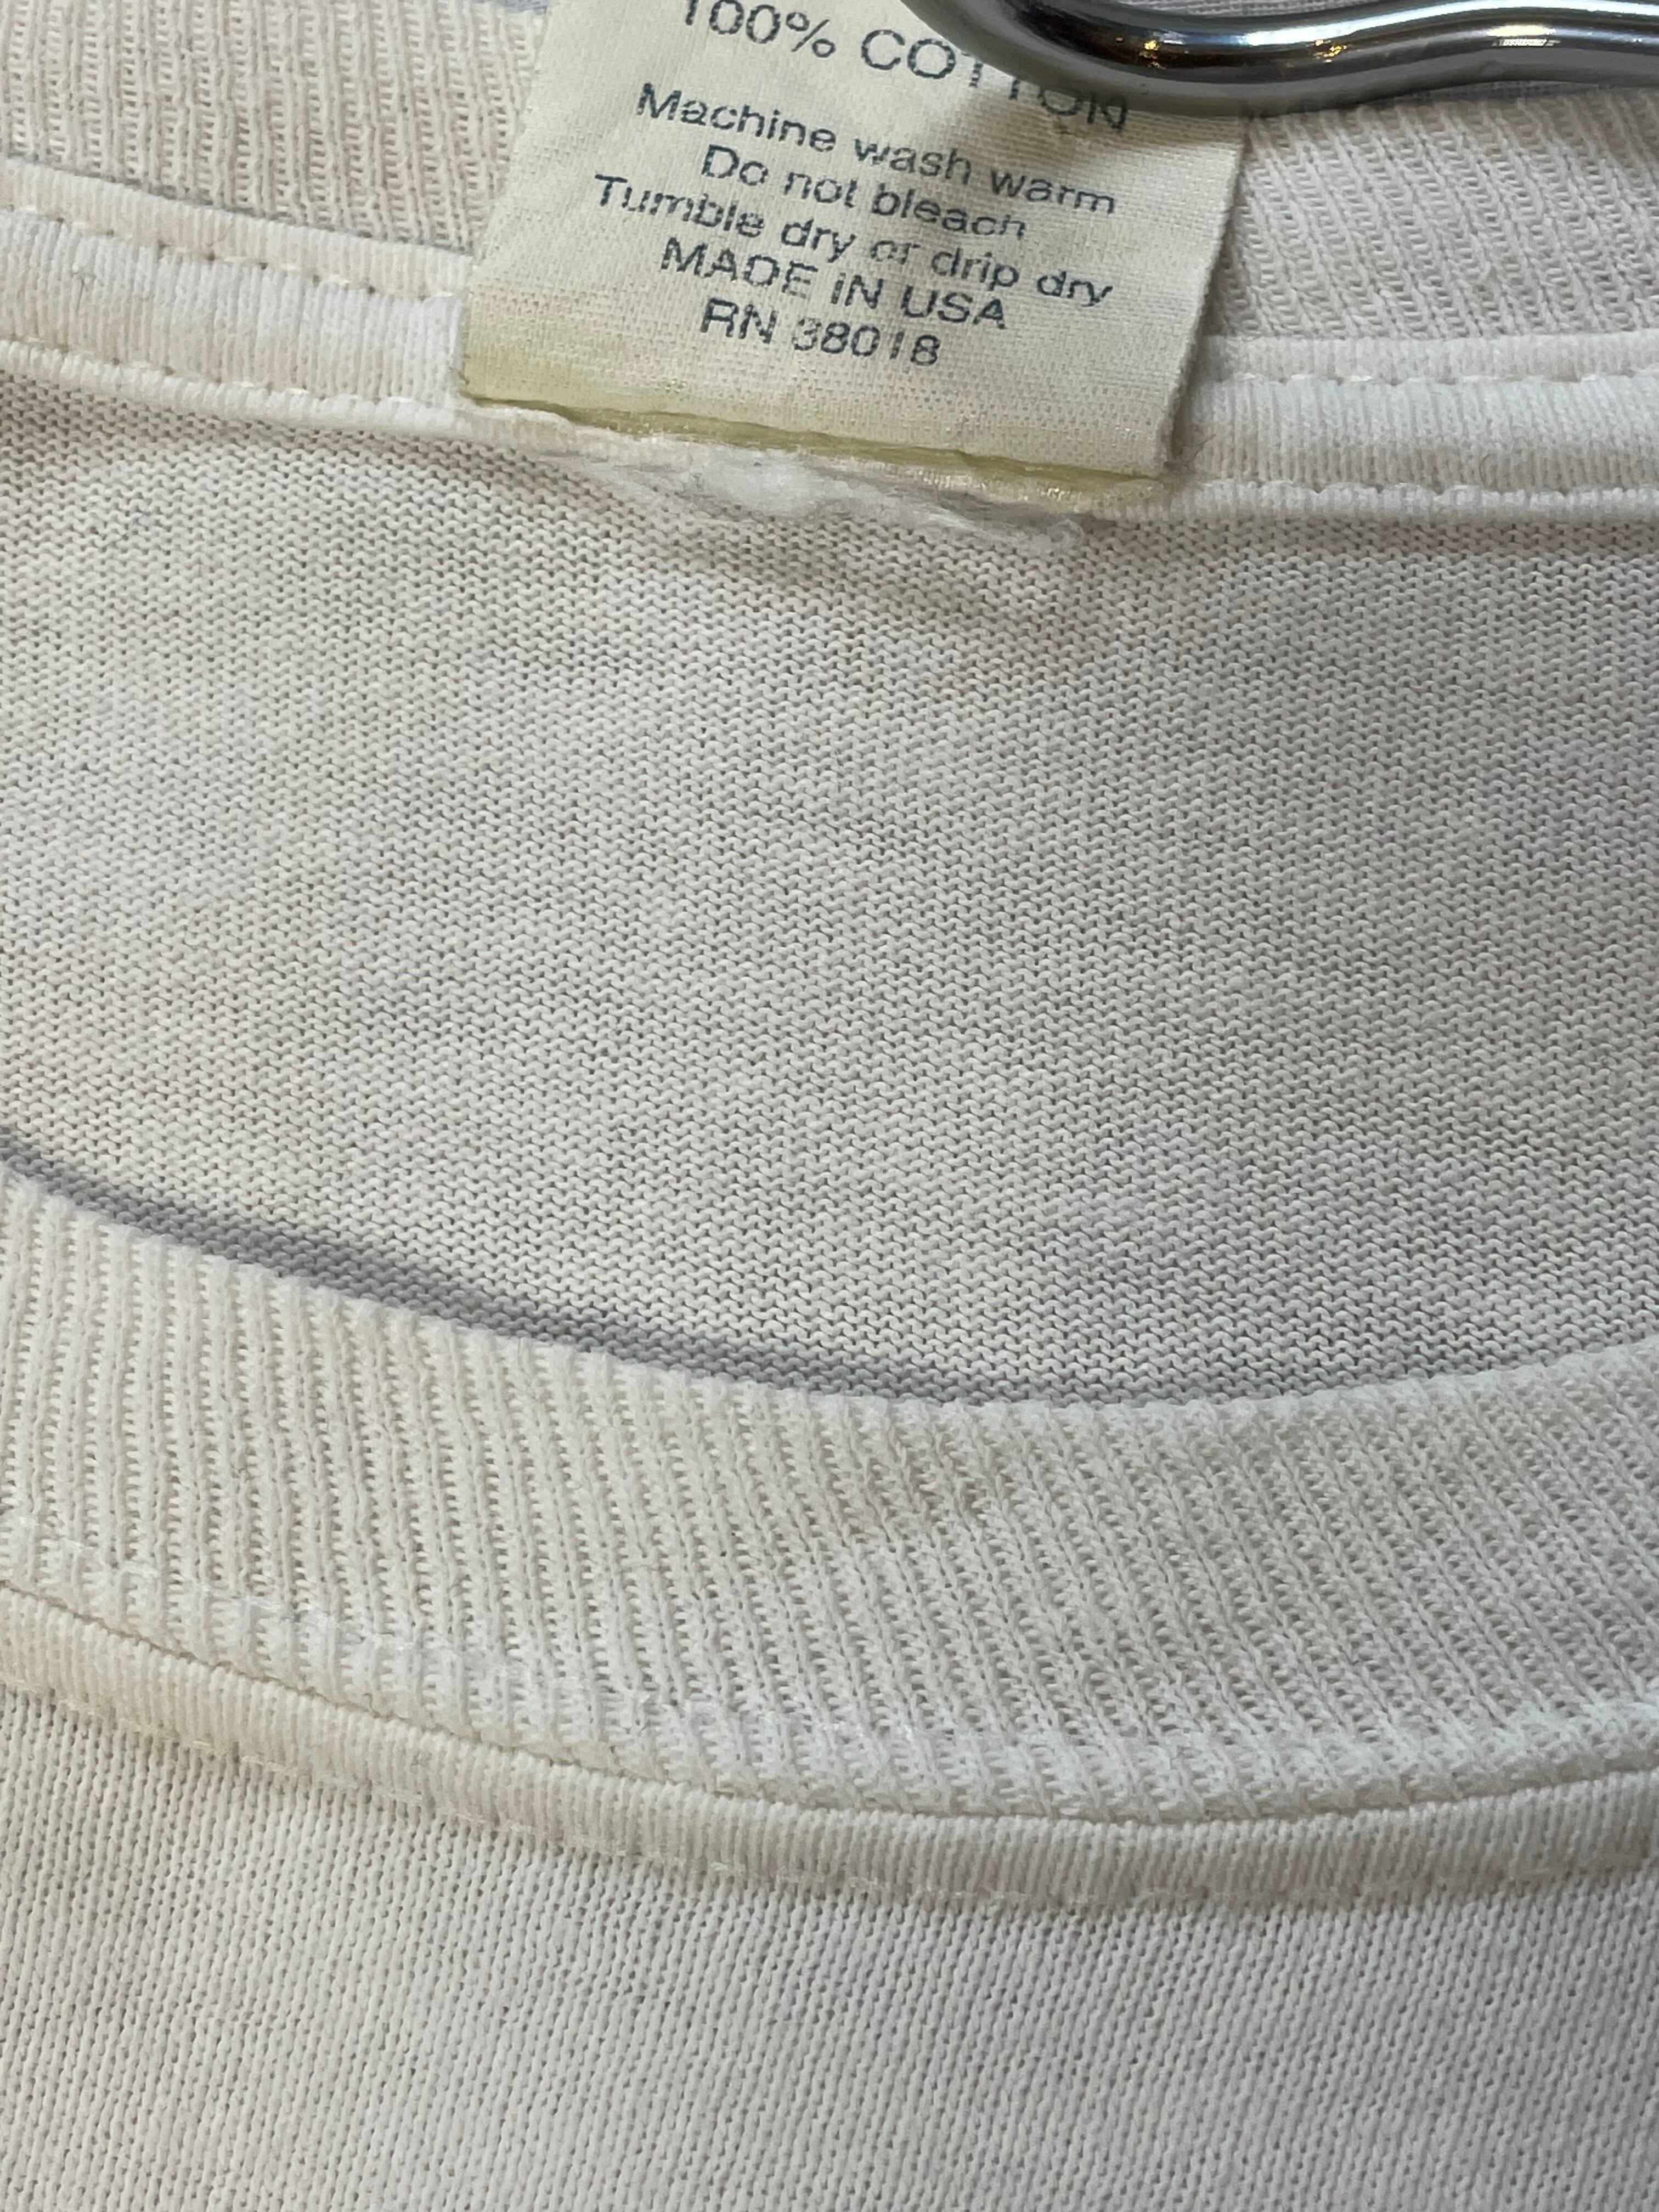 100% COTTON
Machine wash warm
Do not bleach
Tumble dry or drip dry
MADE IN USA
RN 38018